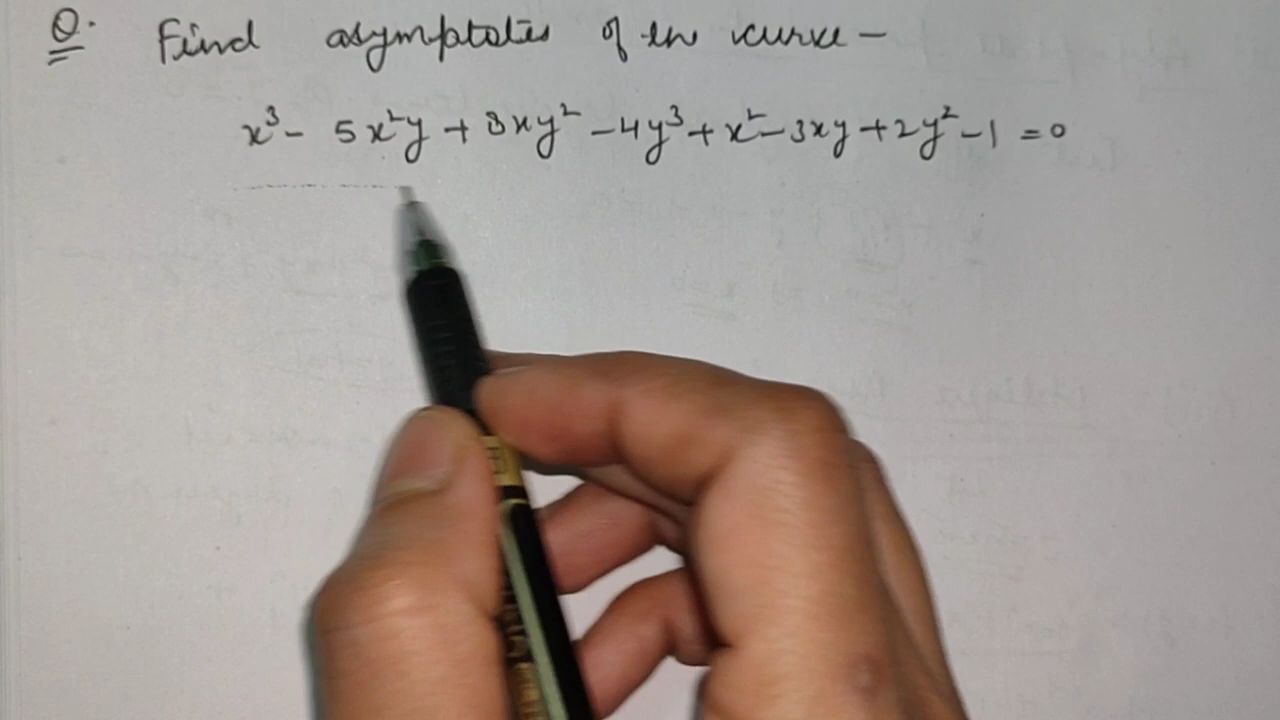 Q. Find asymptotes of the curve –
x³ - 5x²y + 8xy² - 4y³ + x² - 3xy + 2y² - 1 = 0